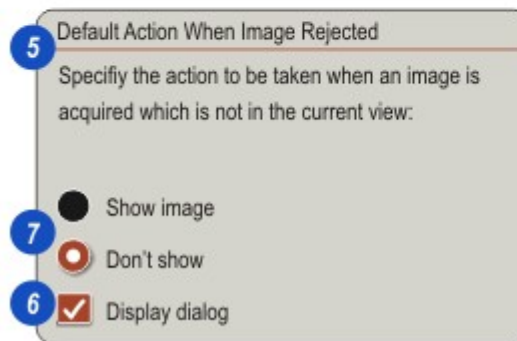 5 Default Action When Image Rejected
Specifiy the action to be taken when an image is
acquired which is not in the current view:
Show image
7
Don't show
6 Display dialog